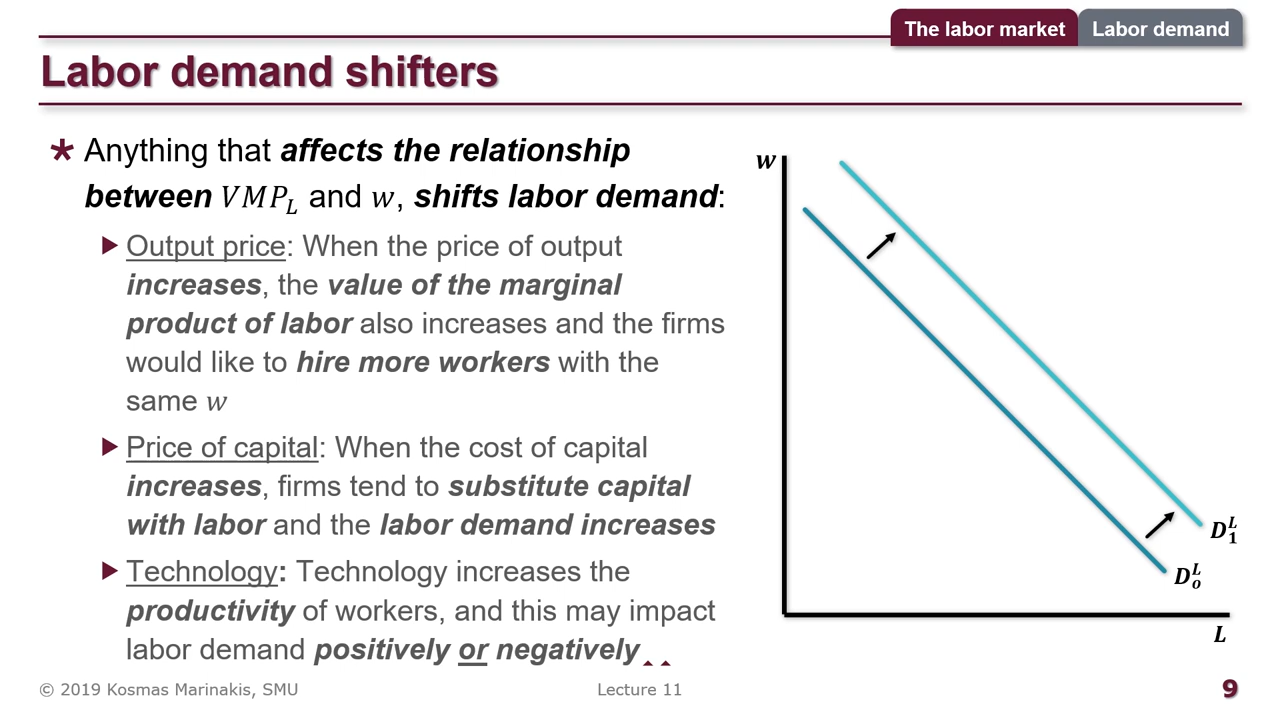 The labor market
Labor demand
Labor demand shifters
* Anything that affects the relationship
between VMP_L and w, shifts labor demand:
▶ Output price: When the price of output
increases, the value of the marginal
product of labor also increases and the firms
would like to hire more workers with the
same w
▶ Price of capital: When the cost of capital
increases, firms tend to substitute capital
with labor and the labor demand increases
▶ Technology: Technology increases the
productivity of workers, and this may impact
labor demand positively or negatively
w
D_1^L
D_o^L
L
© 2019 Kosmas Marinakis, SMU
Lecture 11
9